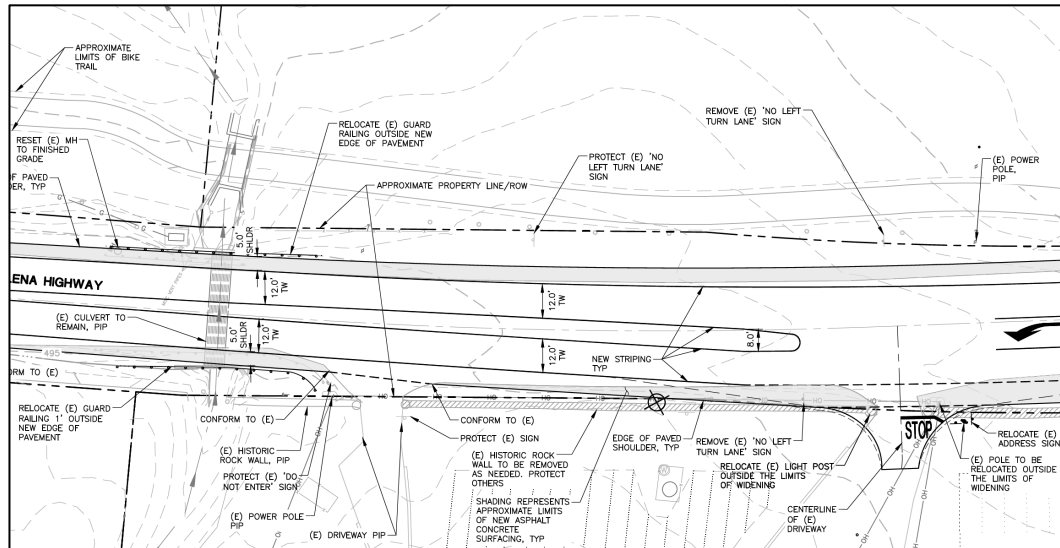 APPROXIMATE
LIMITS OF BIKE
TRAIL
RESET (E) MH
TO FINISHED
GRADE
OF PAVED
DER, TYP
RELOCATE (E) GUARD
RAILING OUTSIDE NEW
EDGE OF PAVEMENT
APPROXIMATE PROPERTY LINE/ROW
PROTECT (E) 'NO
LEFT TURN LANE'
SIGN
REMOVE (E) 'NO LEFT
TURN LANE' SIGN
(E) POWER
POLE,
PIP
5.0'
SHLDR
12.0'
TW
12.0'
TW
LENA HIGHWAY
(E) CULVERT TO
REMAIN, PIP
5.0'
SHLDR
12.0'
TW
12.0'
TW
8.0'
NEW STRIPING
TYP
495
ORM TO (E)
RELOCATE (E) GUARD
RAILING 1' OUTSIDE
NEW EDGE OF
PAVEMENT
CONFORM TO (E)
(E) HISTORIC
ROCK WALL, PIP
PROTECT (E) 'DO
NOT ENTER' SIGN
(E) POWER POLE
PIP
(E) DRIVEWAY PIP
CONFORM TO (E)
PROTECT (E) SIGN
(E) HISTORIC ROCK
WALL TO BE REMOVED
AS NEEDED. PROTECT
OTHERS
SHADING REPRESENTS
APPROXIMATE LIMITS
OF NEW ASPHALT
CONCRETE
SURFACING, TYP
EDGE OF PAVED
SHOULDER, TYP
REMOVE (E) 'NO LEFT
TURN LANE' SIGN
RELOCATE (E) LIGHT POST
OUTSIDE THE LIMITS
OF WIDENING
CENTERLINE
OF (E)
DRIVEWAY
STOP
RELOCATE (E)
ADDRESS SIGN
(E) POLE TO BE
RELOCATED OUTSIDE
THE LIMITS OF
WIDENING